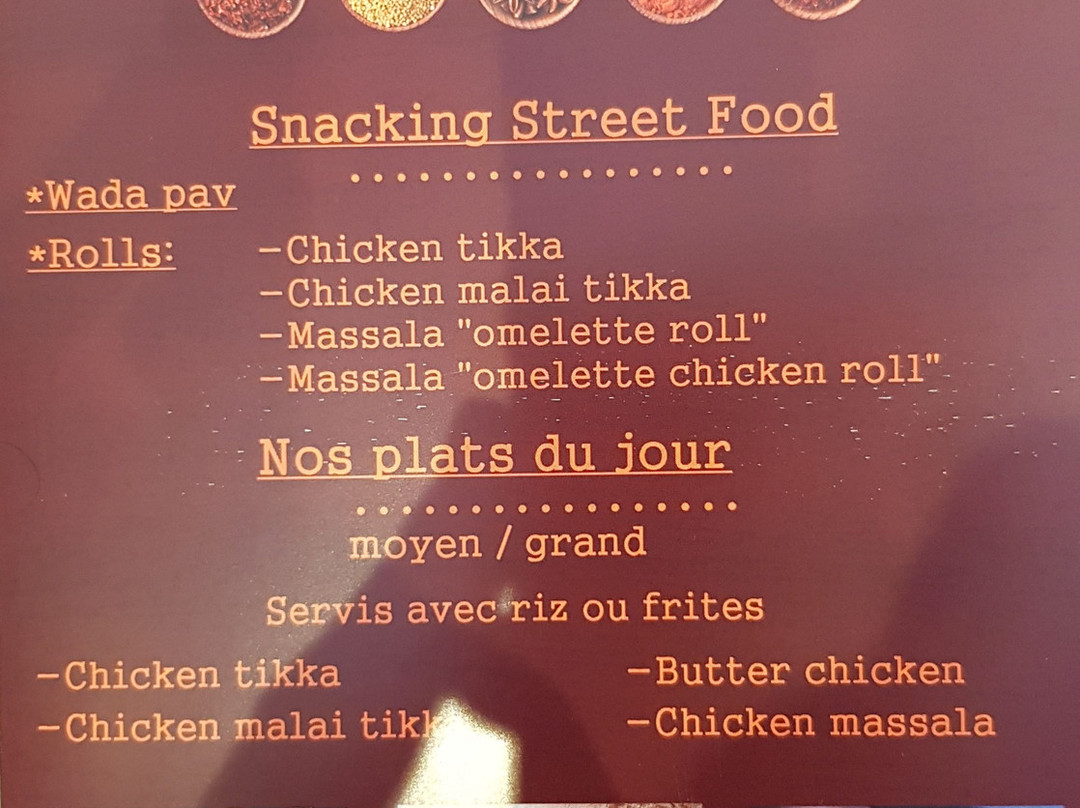 Snacking Street Food
*Wada pav
*Rolls: -Chicken tikka
-Chicken malai tikka
-Massala "omelette roll"
-Massala "omelette chicken roll"
Nos plats du jour
moyen / grand
Servis avec riz ou frites
-Chicken tikka -Butter chicken
-Chicken malai -Chicken massala